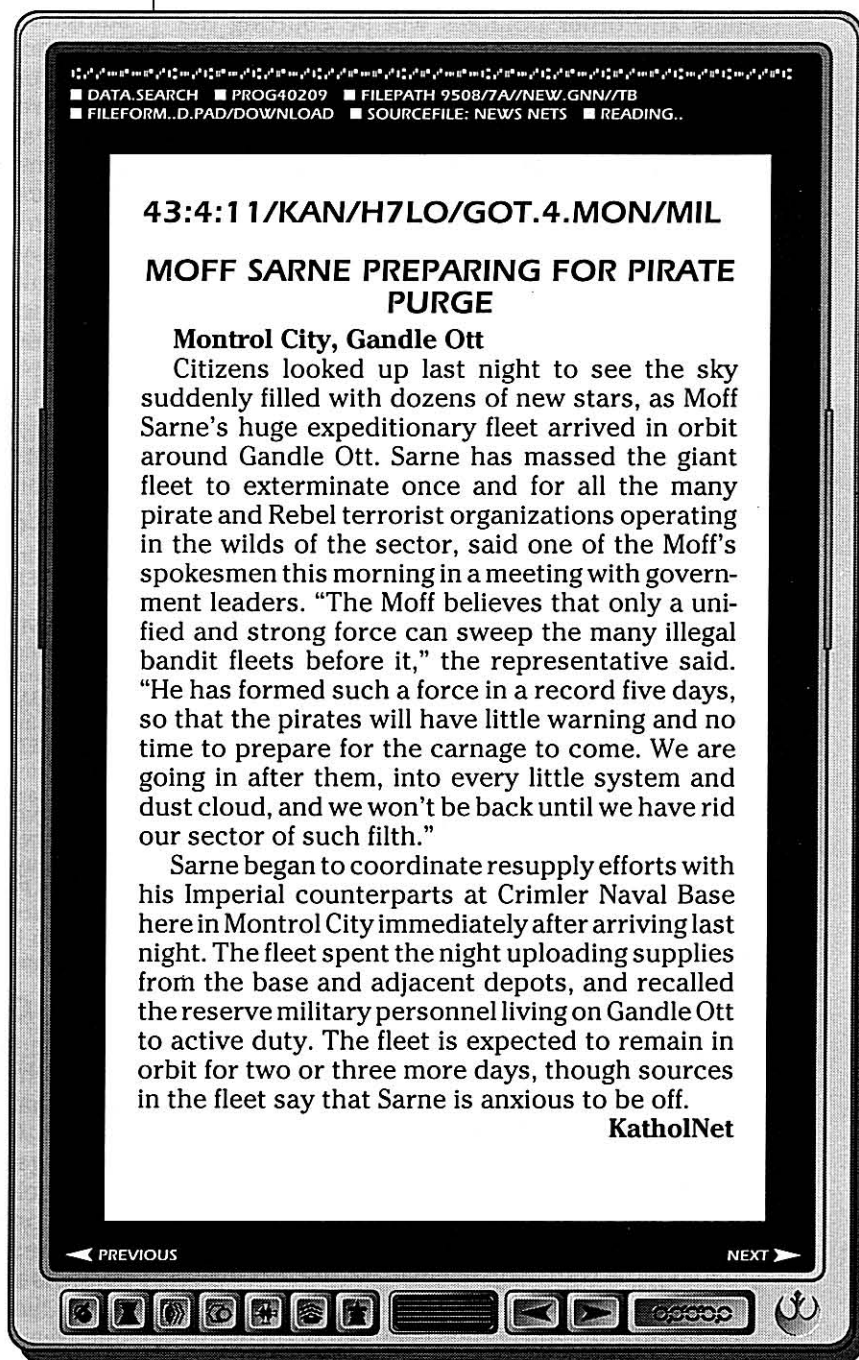 ■ DATA.SEARCH ■ PROG40209 ■ FILEPATH 9508/7A//NEW.GNN//TB
■ FILEFORM..D.PAD/DOWNLOAD ■ SOURCEFILE: NEWS NETS ■ READING..
43:4:11/KAN/H7LO/GOT.4.MON/MIL
MOFF SARNE PREPARING FOR PIRATE
PURGE
Montrol City, Gandle Ott
Citizens looked up last night to see the sky
suddenly filled with dozens of new stars, as Moff
Sarne's huge expeditionary fleet arrived in orbit
around Gandle Ott. Sarne has massed the giant
fleet to exterminate once and for all the many
pirate and Rebel terrorist organizations operating
in the wilds of the sector, said one of the Moff's
spokesmen this morning in a meeting with govern-
ment leaders. “The Moff believes that only a uni-
fied and strong force can sweep the many illegal
bandit fleets before it,” the representative said.
“He has formed such a force in a record five days,
so that the pirates will have little warning and no
time to prepare for the carnage to come. We are
going in after them, into every little system and
dust cloud, and we won't be back until we have rid
our sector of such filth.”
Sarne began to coordinate resupply efforts with
his Imperial counterparts at Crimler Naval Base
here in Montrol City immediately after arriving last
night. The fleet spent the night uploading supplies
from the base and adjacent depots, and recalled
the reserve military personnel living on Gandle Ott
to active duty. The fleet is expected to remain in
orbit for two or three more days, though sources
in the fleet say that Sarne is anxious to be off.
KatholNet
PREVIOUS NEXT